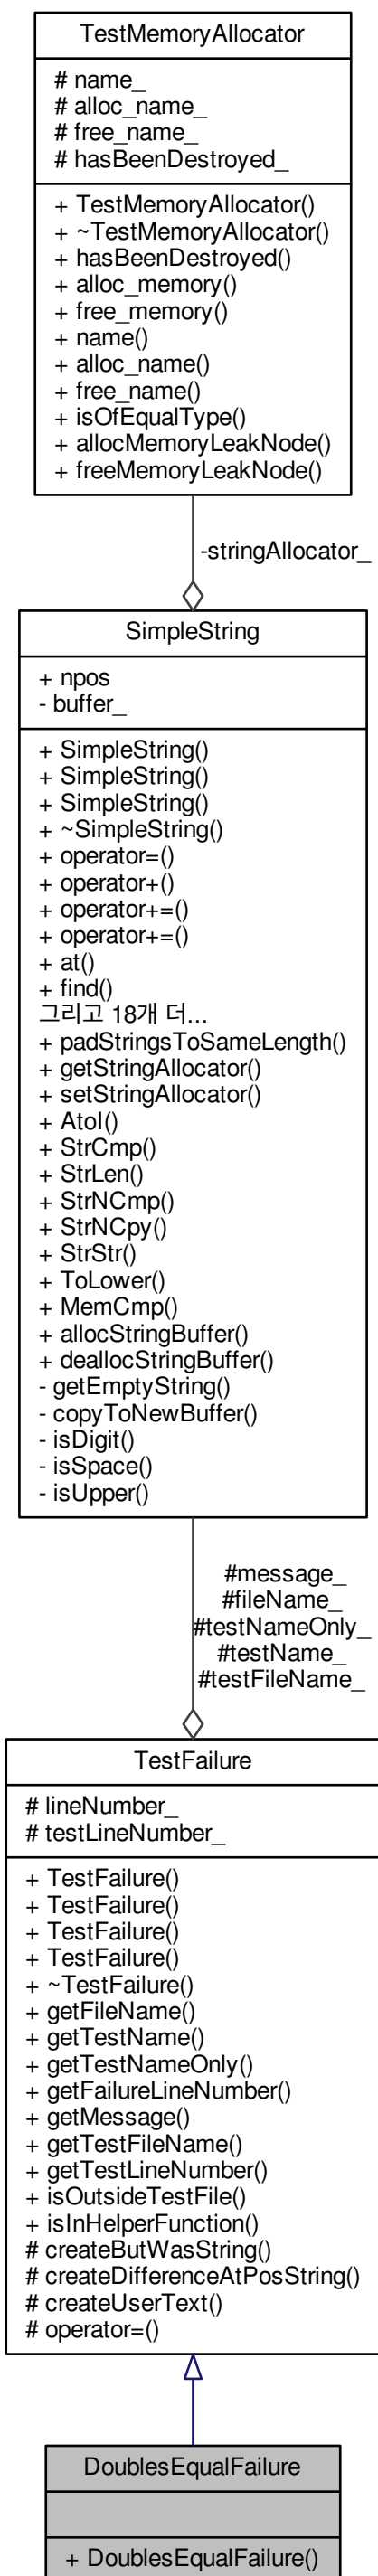 TestMemoryAllocator
# name_
# alloc_name_
# free_name_
# hasBeenDestroyed_
+ TestMemoryAllocator()
+ ~TestMemoryAllocator()
+ hasBeenDestroyed()
+ alloc_memory()
+ free_memory()
+ name()
+ alloc_name()
+ free_name()
+ isOfEqualType()
+ allocMemoryLeakNode()
+ freeMemoryLeakNode()
-stringAllocator_
SimpleString
+ npos
- buffer_
+ SimpleString()
+ SimpleString()
+ SimpleString()
+ ~SimpleString()
+ operator=()
+ operator+()
+ operator+=()
+ operator+=()
+ at()
+ find()
그리고 18개 더...
+ padStringsToSameLength()
+ getStringAllocator()
+ setStringAllocator()
+ AtoI()
+ StrCmp()
+ StrLen()
+ StrNCmp()
+ StrNCpy()
+ StrStr()
+ ToLower()
+ MemCmp()
+ allocStringBuffer()
+ deallocStringBuffer()
- getEmptyString()
- copyToNewBuffer()
- isDigit()
- isSpace()
- isUpper()
#message_
#fileName_
#testNameOnly_
#testName_
#testFileName_
TestFailure
# lineNumber_
# testLineNumber_
+ TestFailure()
+ TestFailure()
+ TestFailure()
+ TestFailure()
+ ~TestFailure()
+ getFileName()
+ getTestName()
+ getTestNameOnly()
+ getFailureLineNumber()
+ getMessage()
+ getTestFileName()
+ getTestLineNumber()
+ isOutsideTestFile()
+ isInHelperFunction()
# createButWasString()
# createDifferenceAtPosString()
# createUserText()
# operator=()
DoublesEqualFailure
+ DoublesEqualFailure()